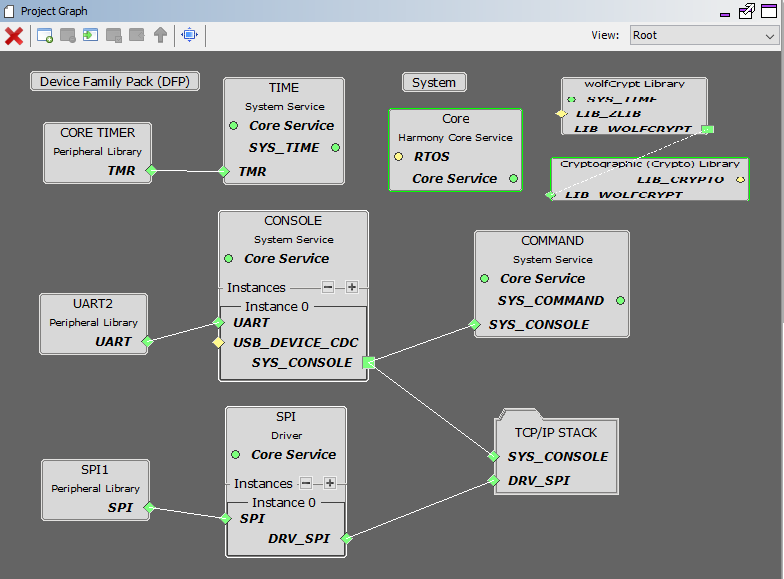 Project Graph
View:
Root
Device Family Pack (DFP)
System
TIME
System Service
Core Service
SYS_TIME
TMR
CORE TIMER
Peripheral Library
TMR
Core
Harmony Core Service
RTOS
Core Service
wolfCrypt Library
SYS_TIME
LIB_ZLIB
LIB_WOLFCRYPT
Cryptographic (Crypto) Library
LIB_CRYPTO
LIB_WOLFCRYPT
CONSOLE
System Service
Core Service
Instances
Instance 0
UART
USB_DEVICE_CDC
SYS_CONSOLE
UART2
Peripheral Library
UART
COMMAND
System Service
Core Service
SYS_COMMAND
SYS_CONSOLE
SPI
Driver
Core Service
Instances
Instance 0
SPI
DRV_SPI
SPI1
Peripheral Library
SPI
TCP/IP STACK
SYS_CONSOLE
DRV_SPI